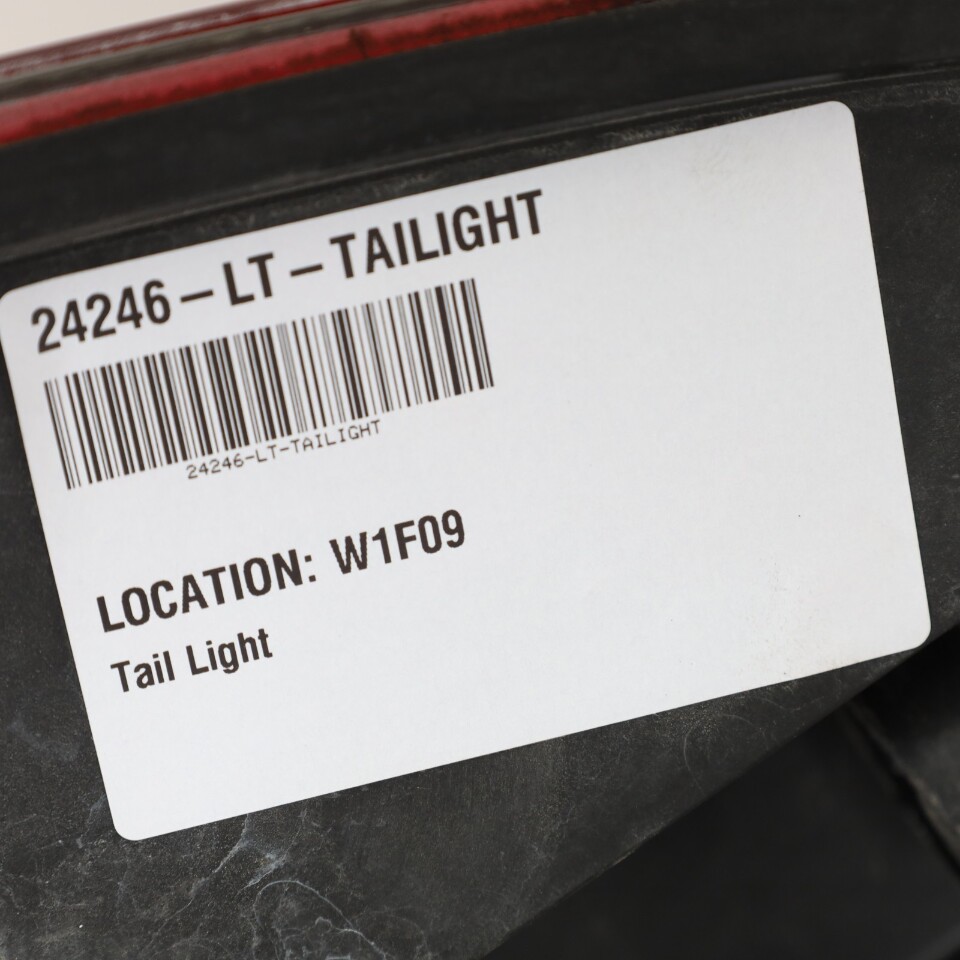 24246-LT-TAILIGHT
24246-LT-TAILIGHT
LOCATION: W1F09
Tail Light